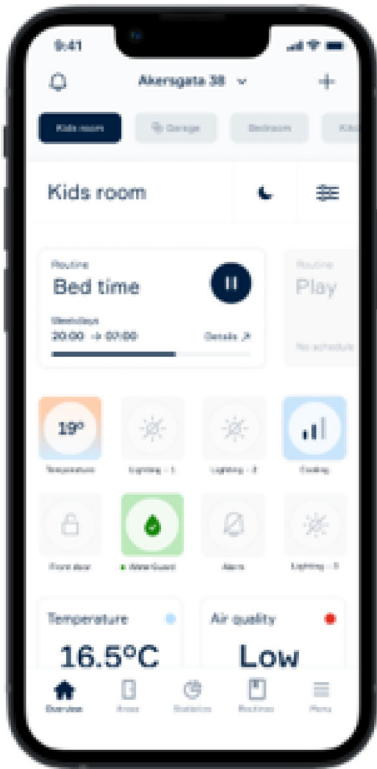 9:41
Akersgata 38
Kids room
Garage
Bedroom
Kids room
Routine
Bed time
Weekdays
20:00 → 07:00
Details ↗
Routine
Play
No schedule
19°
Temperature
Lighting - 1
Lighting - 2
Cooling
Front door
WaterGuard
Alarm
Lighting - 3
Temperature
16.5°C
Air quality
Low
Overview
Areas
Statistics
Routines
Menu